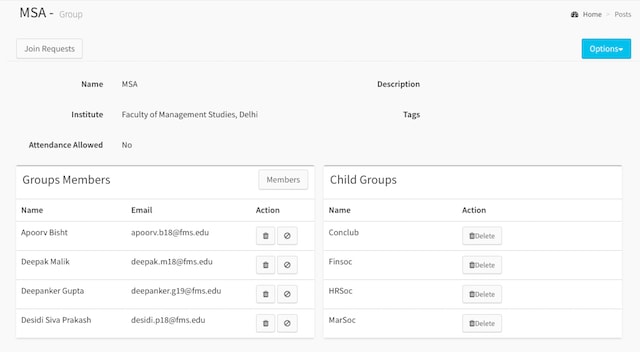 MSA - Group
Home > Posts
Join Requests
Options
Name MSA Description
Institute Faculty of Management Studies, Delhi Tags
Attendance Allowed No
Groups Members Members
Name Email Action
Apoorv Bisht apoorv.b18@fms.edu
Deepak Malik deepak.m18@fms.edu
Deepanker Gupta deepanker.g19@fms.edu
Desidi Siva Prakash desidi.p18@fms.edu
Child Groups
Name Action
Conclub Delete
Finsoc Delete
HRSoc Delete
MarSoc Delete